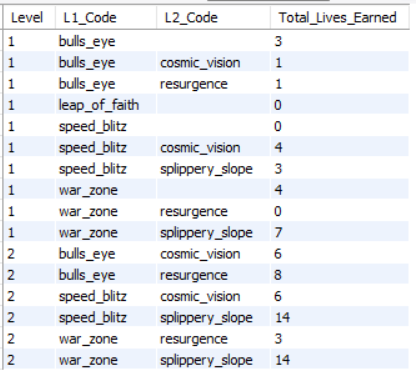 Level L1_Code L2_Code Total_Lives_Earned
1 bulls_eye 3
1 bulls_eye cosmic_vision 1
1 bulls_eye resurgence 1
1 leap_of_faith 0
1 speed_blitz 0
1 speed_blitz cosmic_vision 4
1 speed_blitz splippery_slope 3
1 war_zone 4
1 war_zone resurgence 0
1 war_zone splippery_slope 7
2 bulls_eye cosmic_vision 6
2 bulls_eye resurgence 8
2 speed_blitz cosmic_vision 6
2 speed_blitz splippery_slope 14
2 war_zone resurgence 3
2 war_zone splippery_slope 14